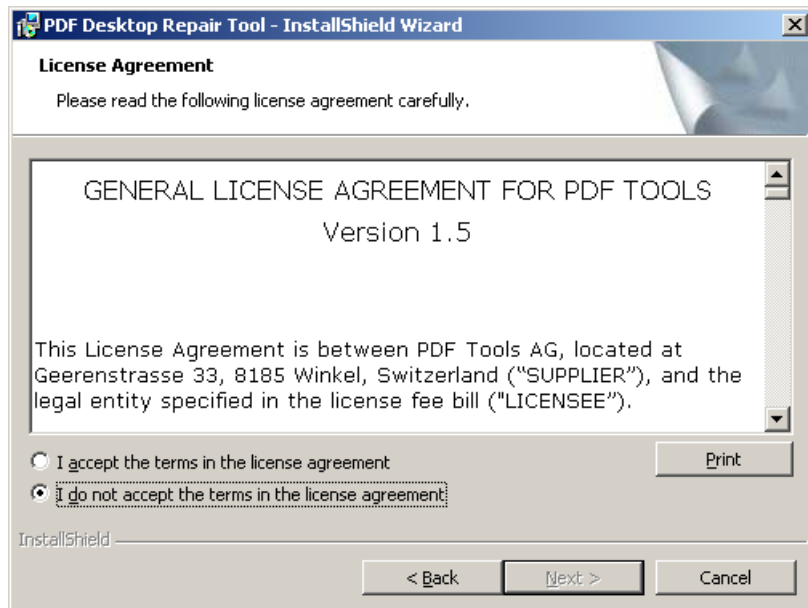 PDF Desktop Repair Tool - InstallShield Wizard
License Agreement
Please read the following license agreement carefully.
GENERAL LICENSE AGREEMENT FOR PDF TOOLS
Version 1.5
This License Agreement is between PDF Tools AG, located at
Geerenstrasse 33, 8185 Winkel, Switzerland (“SUPPLIER”), and the
legal entity specified in the license fee bill ("LICENSEE”).
I accept the terms in the license agreement
Print
I do not accept the terms in the license agreement
InstallShield
< Back
Next >
Cancel